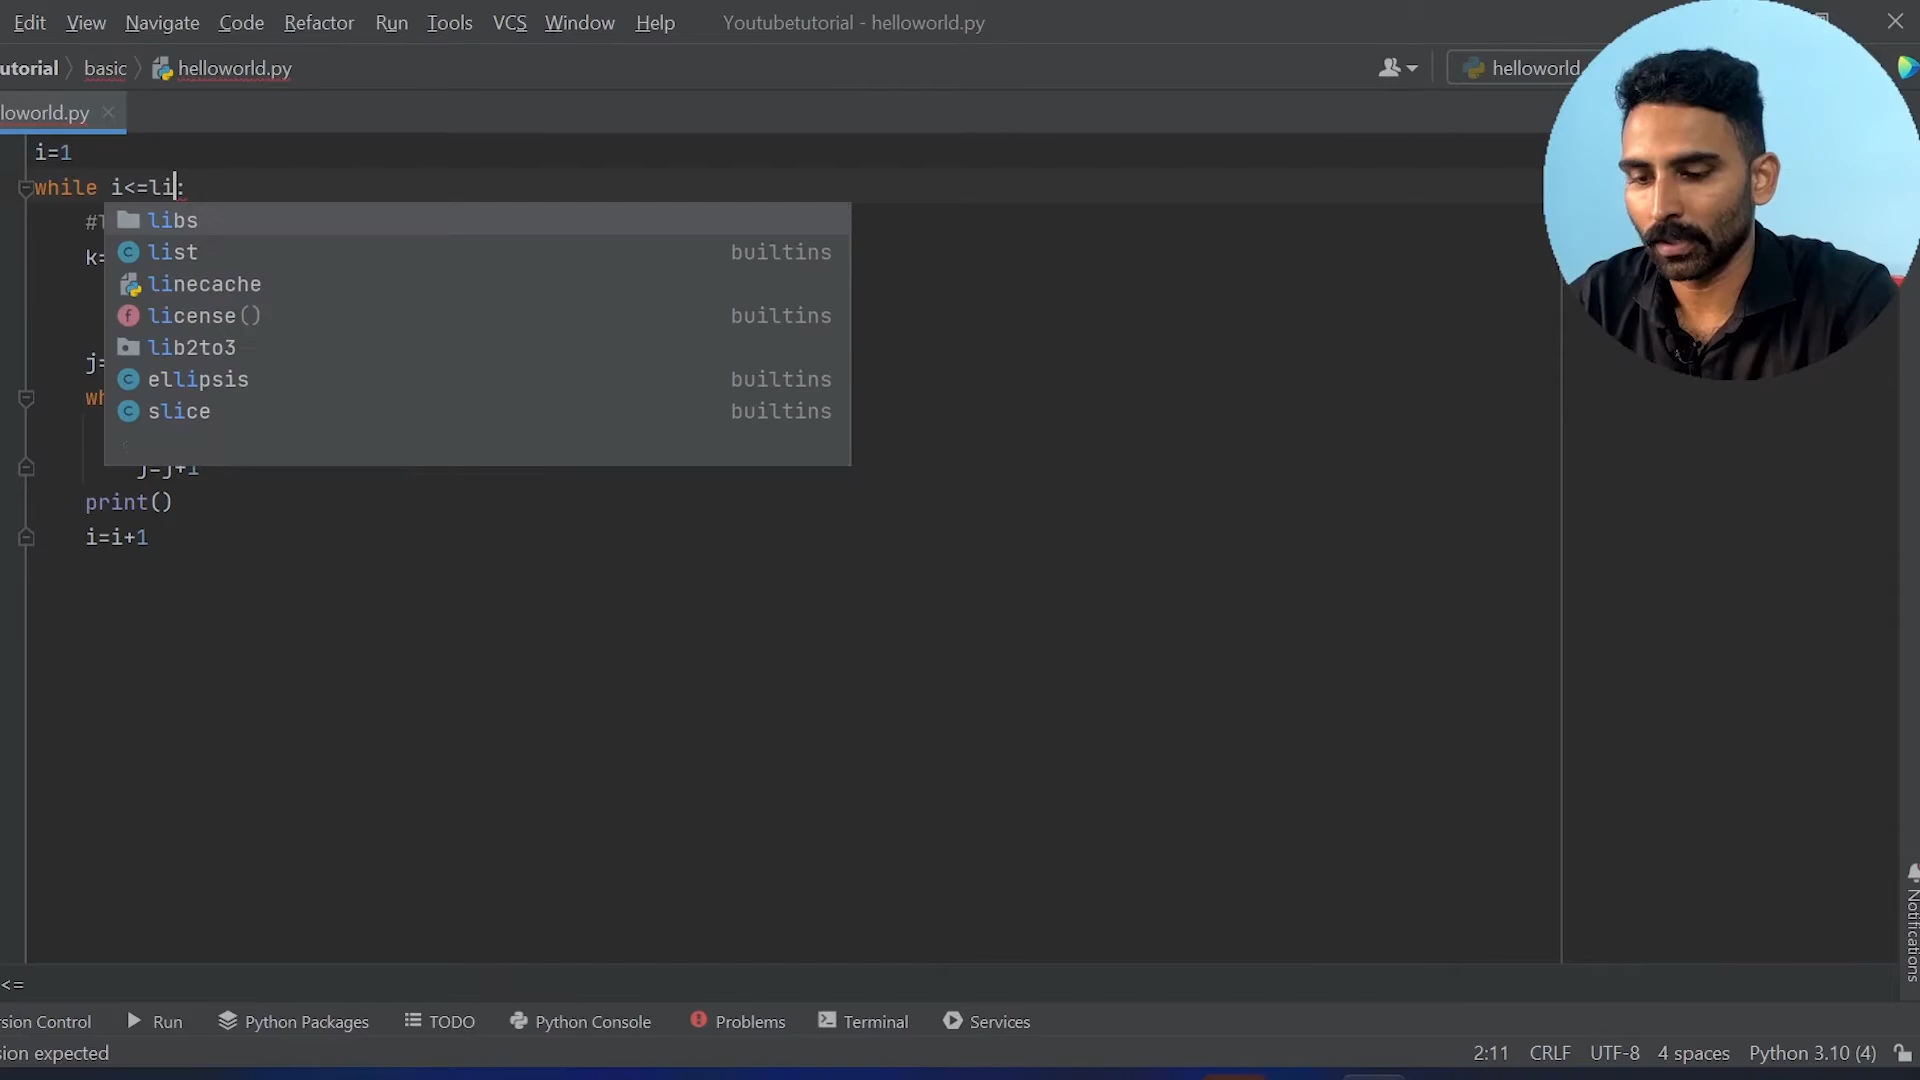 Edit View Navigate Code Refactor Run Tools VCS Window Help Youtubetutorial - helloworld.py
utorial basic helloworld.py helloworld
loworld.py
i=1
while i<=li:
libs
list builtins
linecache
license() builtins
lib2to3
ellipsis builtins
slice builtins
k=
j=
wh
j=j+1
print()
i=i+1
Notifications
<=
rsion Control Run Python Packages TODO Python Console Problems Terminal Services
sion expected 2:11 CRLF UTF-8 4 spaces Python 3.10 (4)